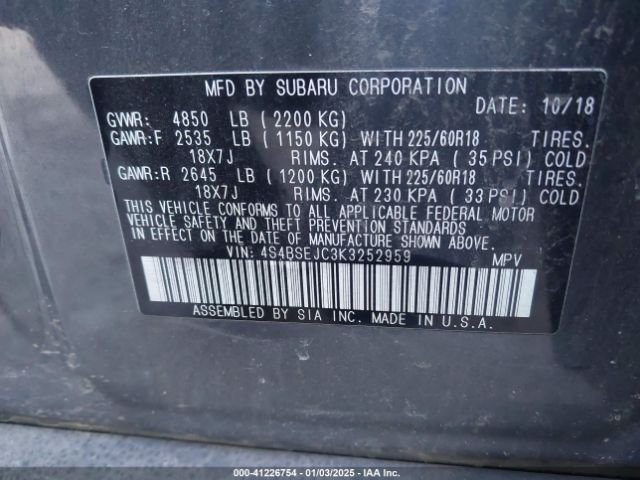 MFD BY SUBARU CORPORATION
DATE: 10/18
GVWR: 4850 LB ( 2200 KG)
GAWR:F 2535 LB ( 1150 KG) WITH 225/60R18 TIRES.
18X7J RIMS. AT 240 KPA ( 35 PSI) COLD
GAWR:R 2645 LB ( 1200 KG) WITH 225/60R18 TIRES.
18X7J RIMS. AT 230 KPA ( 33 PSI) COLD
THIS VEHICLE CONFORMS TO ALL APPLICABLE FEDERAL MOTOR
VEHICLE SAFETY AND THEFT PREVENTION STANDARDS
IN EFFECT ON THE DATE OF MANUFACTURE SHOWN ABOVE.
VIN: 4S4BSEJC3K3252959 MPV
ASSEMBLED BY SIA INC. MADE IN U.S.A.
000-41226754 - 01/03/2025 - IAA Inc.